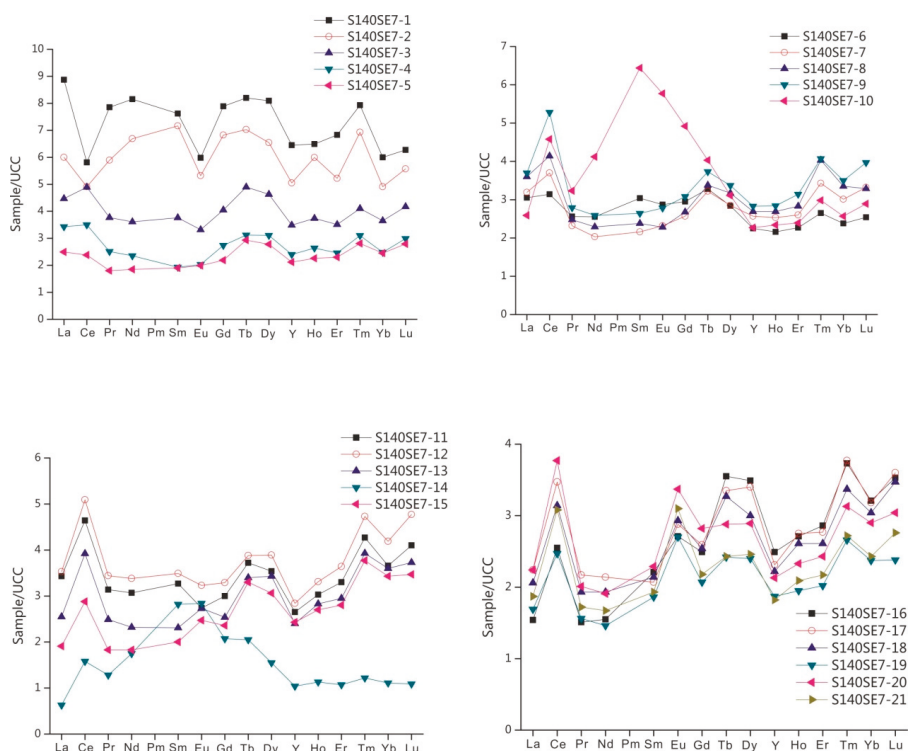 S140SE7-1
S140SE7-2
S140SE7-3
S140SE7-4
S140SE7-5
10
9
8
7
6
5
4
3
2
1
0
Sample/UCC
La Ce Pr Nd Pm Sm Eu Gd Tb Dy Y Ho Er Tm Yb Lu
S140SE7-6
S140SE7-7
S140SE7-8
S140SE7-9
S140SE7-10
7
6
5
4
3
2
1
0
Sample/UCC
La Ce Pr Nd Pm Sm Eu Gd Tb Dy Y Ho Er Tm Yb Lu
S140SE7-11
S140SE7-12
S140SE7-13
S140SE7-14
S140SE7-15
6
5
4
3
2
1
0
Sample/UCC
La Ce Pr Nd Pm Sm Eu Gd Tb Dy Y Ho Er Tm Yb Lu
4
3
2
1
0
Sample/UCC
S140SE7-16
S140SE7-17
S140SE7-18
S140SE7-19
S140SE7-20
S140SE7-21
La Ce Pr Nd Pm Sm Eu Gd Tb Dy Y Ho Er Tm Yb Lu